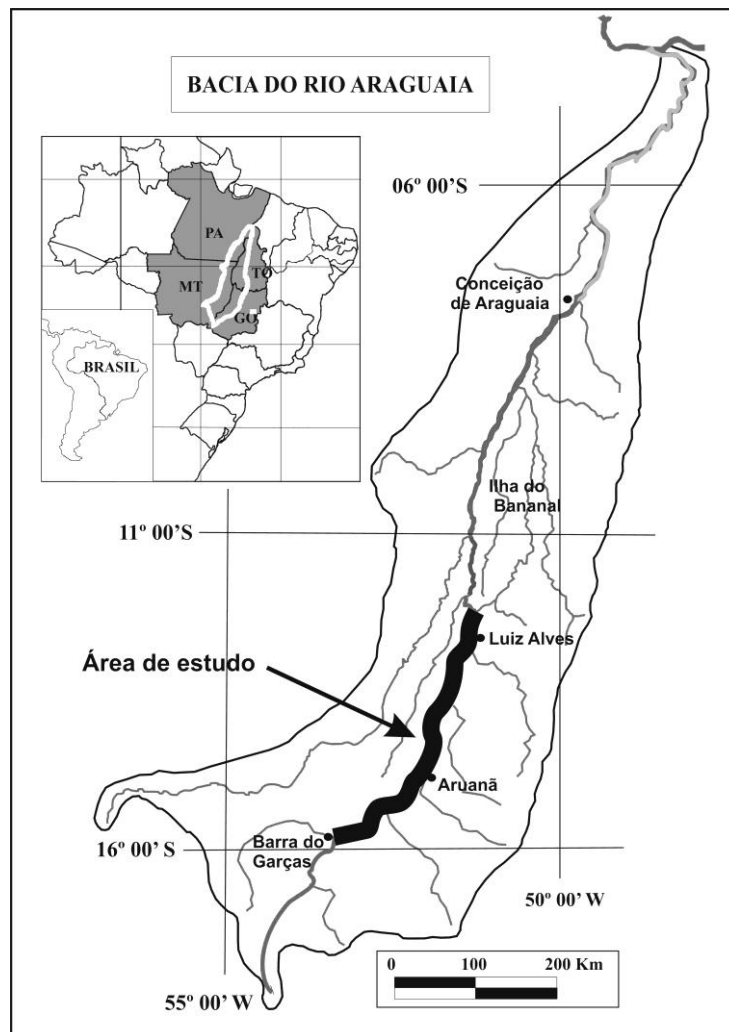 BACIA DO RIO ARAGUAIA
06º 00’S
PA
TO
MT
GO
BRASIL
Conceição
de Araguaia
Ilha do
Bananal
11º 00’S
Luiz Alves
Área de estudo
Aruanã
Barra do
Garças
16º 00’ S
50º 00’ W
0 100 200 Km
55º 00’ W